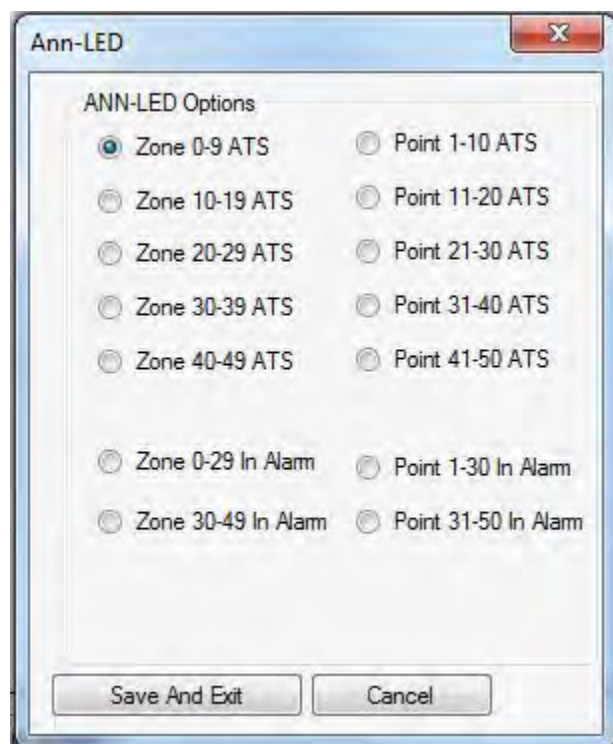 Ann-LED
ANN-LED Options
Zone 0-9 ATS
Point 1-10 ATS
Zone 10-19 ATS
Point 11-20 ATS
Zone 20-29 ATS
Point 21-30 ATS
Zone 30-39 ATS
Point 31-40 ATS
Zone 40-49 ATS
Point 41-50 ATS
Zone 0-29 In Alarm
Point 1-30 In Alarm
Zone 30-49 In Alarm
Point 31-50 In Alarm
Save And Exit
Cancel